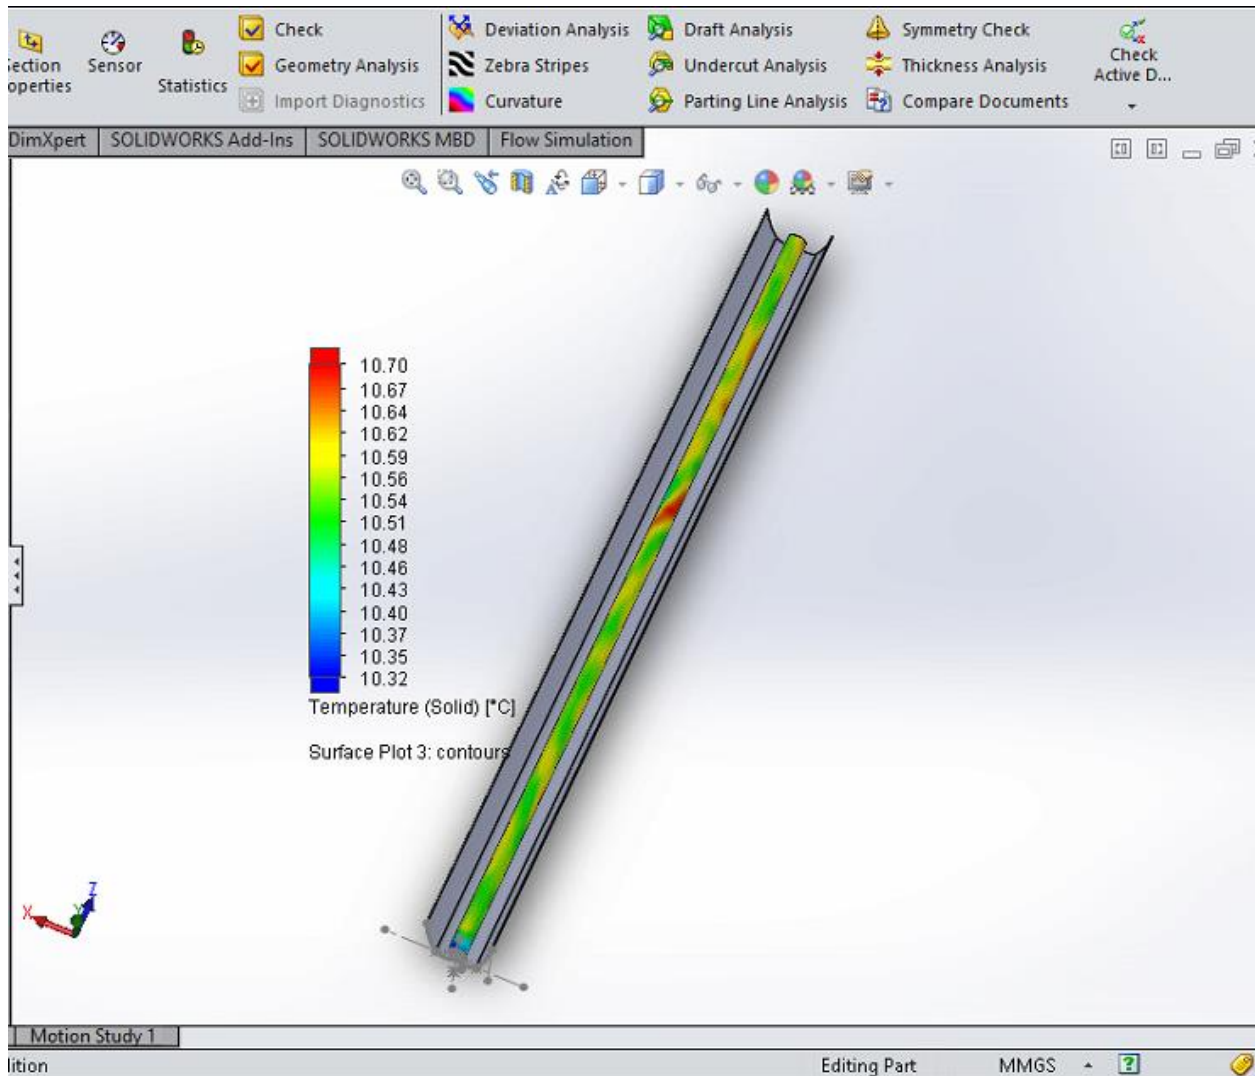 Check
Deviation Analysis
Draft Analysis
Symmetry Check
Sensor
Geometry Analysis
Zebra Stripes
Undercut Analysis
Thickness Analysis
Check
Active D...
Statistics
Import Diagnostics
Curvature
Parting Line Analysis
Compare Documents
ection
operties
DimXpert
SOLIDWORKS Add-Ins
SOLIDWORKS MBD
Flow Simulation
10.70
10.67
10.64
10.62
10.59
10.56
10.54
10.51
10.48
10.46
10.43
10.40
10.37
10.35
10.32
Temperature (Solid) [°C]
Surface Plot 3: contours
X
Y
Z
Motion Study 1
lition
Editing Part
MMGS